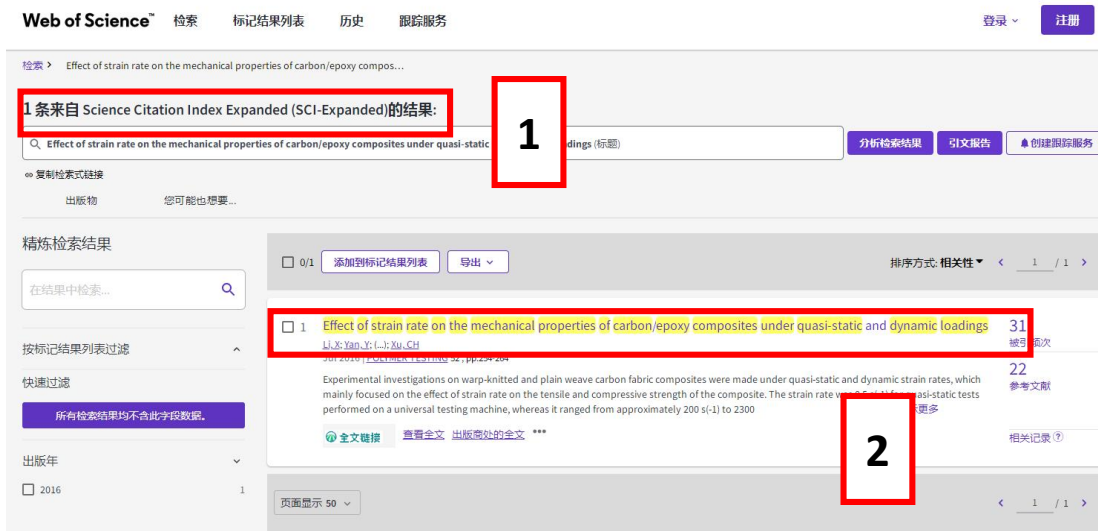 Web of Science™ 检索 标记结果列表 历史 跟踪服务 登录 注册
检索 > Effect of strain rate on the mechanical properties of carbon/epoxy compos...
1 条来自 Science Citation Index Expanded (SCI-Expanded)的结果:
1
Effect of strain rate on the mechanical properties of carbon/epoxy composites under quasi-static dings (标题) 分析检索结果 引文报告 创建跟踪服务
复制检索式链接
出版物 您可能也想要...
精炼检索结果
0/1 添加到标记结果列表 导出 排序方式: 相关性 < 1 / 1 >
在结果中检索...
1 Effect of strain rate on the mechanical properties of carbon/epoxy composites under quasi-static and dynamic loadings 31
Li, X; Yan, Y; (...); Xu, CH 被引频次
Jul 2016 | POLYMER TESTING 52, pp.254-264
22
参考文献
按标记结果列表过滤
快速过滤
所有检索结果均不含此字段数据。
Experimental investigations on warp-knitted and plain weave carbon fabric composites were made under quasi-static and dynamic strain rates, which
mainly focused on the effect of strain rate on the tensile and compressive strength of the composite. The strain rate quasi-static tests
performed on a universal testing machine, whereas it ranged from approximately 200 s(-1) to 2300 更多
2
全文链接 查看全文 出版商处的全文 ••• 相关记录 ?
出版年
2016 1
页面显示 50 < 1 / 1 >